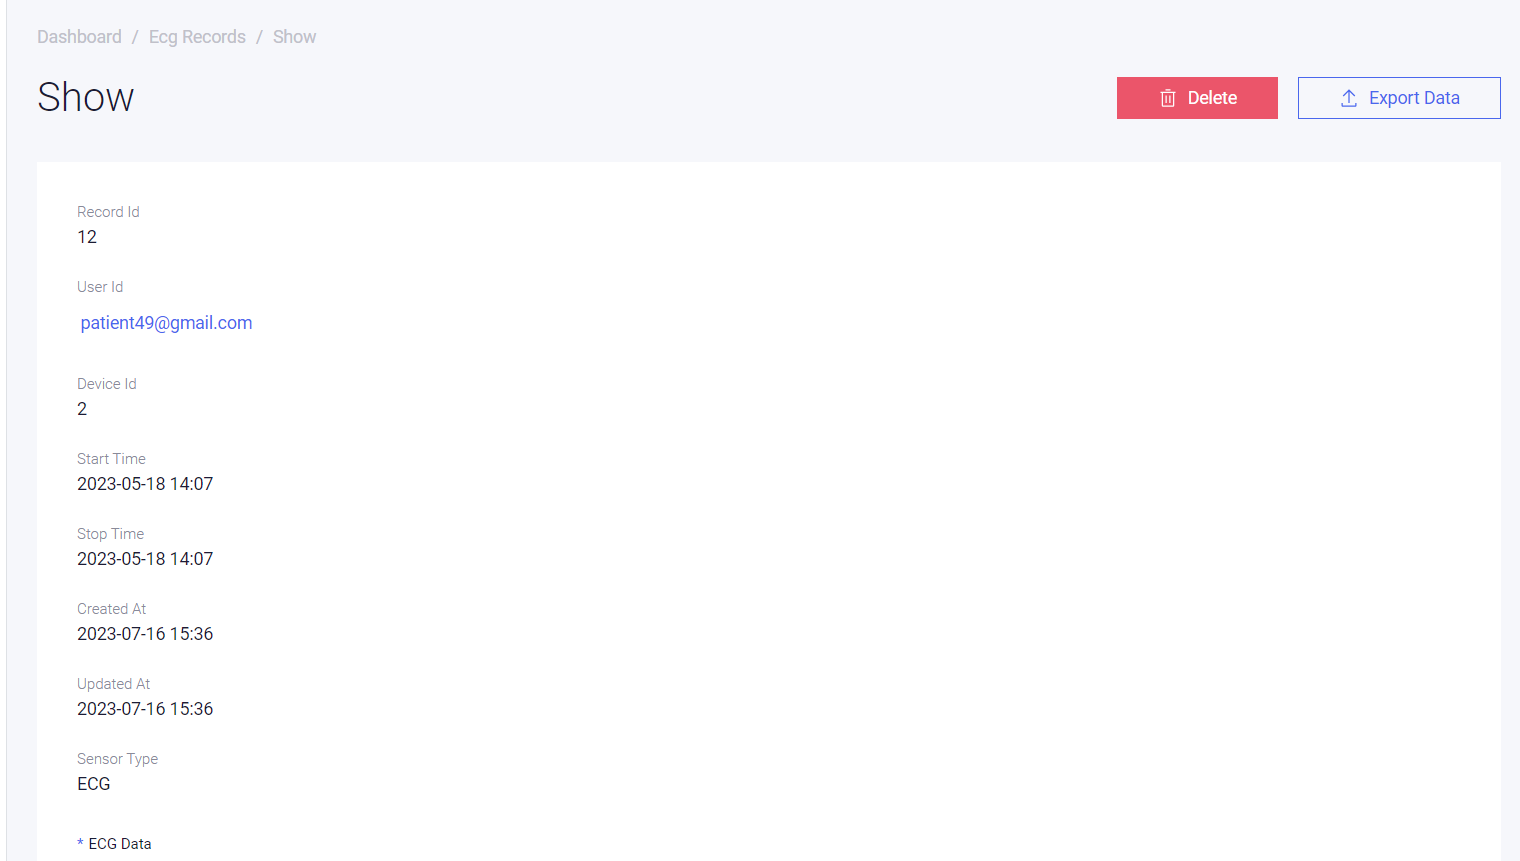 Dashboard / Ecg Records / Show
Show
Delete
Export Data
Record Id
12
User Id
patient49@gmail.com
Device Id
2
Start Time
2023-05-18 14:07
Stop Time
2023-05-18 14:07
Created At
2023-07-16 15:36
Updated At
2023-07-16 15:36
Sensor Type
ECG
* ECG Data